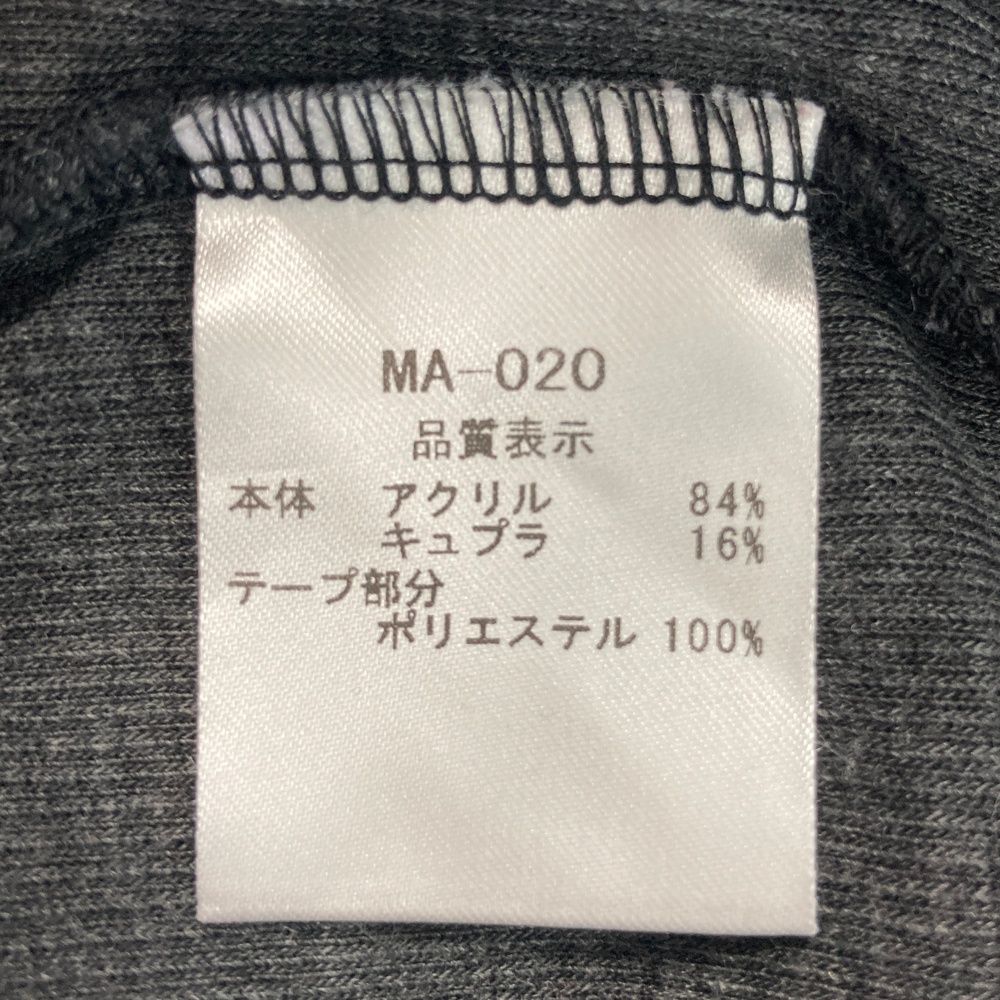 MA-020
品質表示
本体 アクリル 84%
キュプラ 16%
テープ部分
ポリエステル 100%